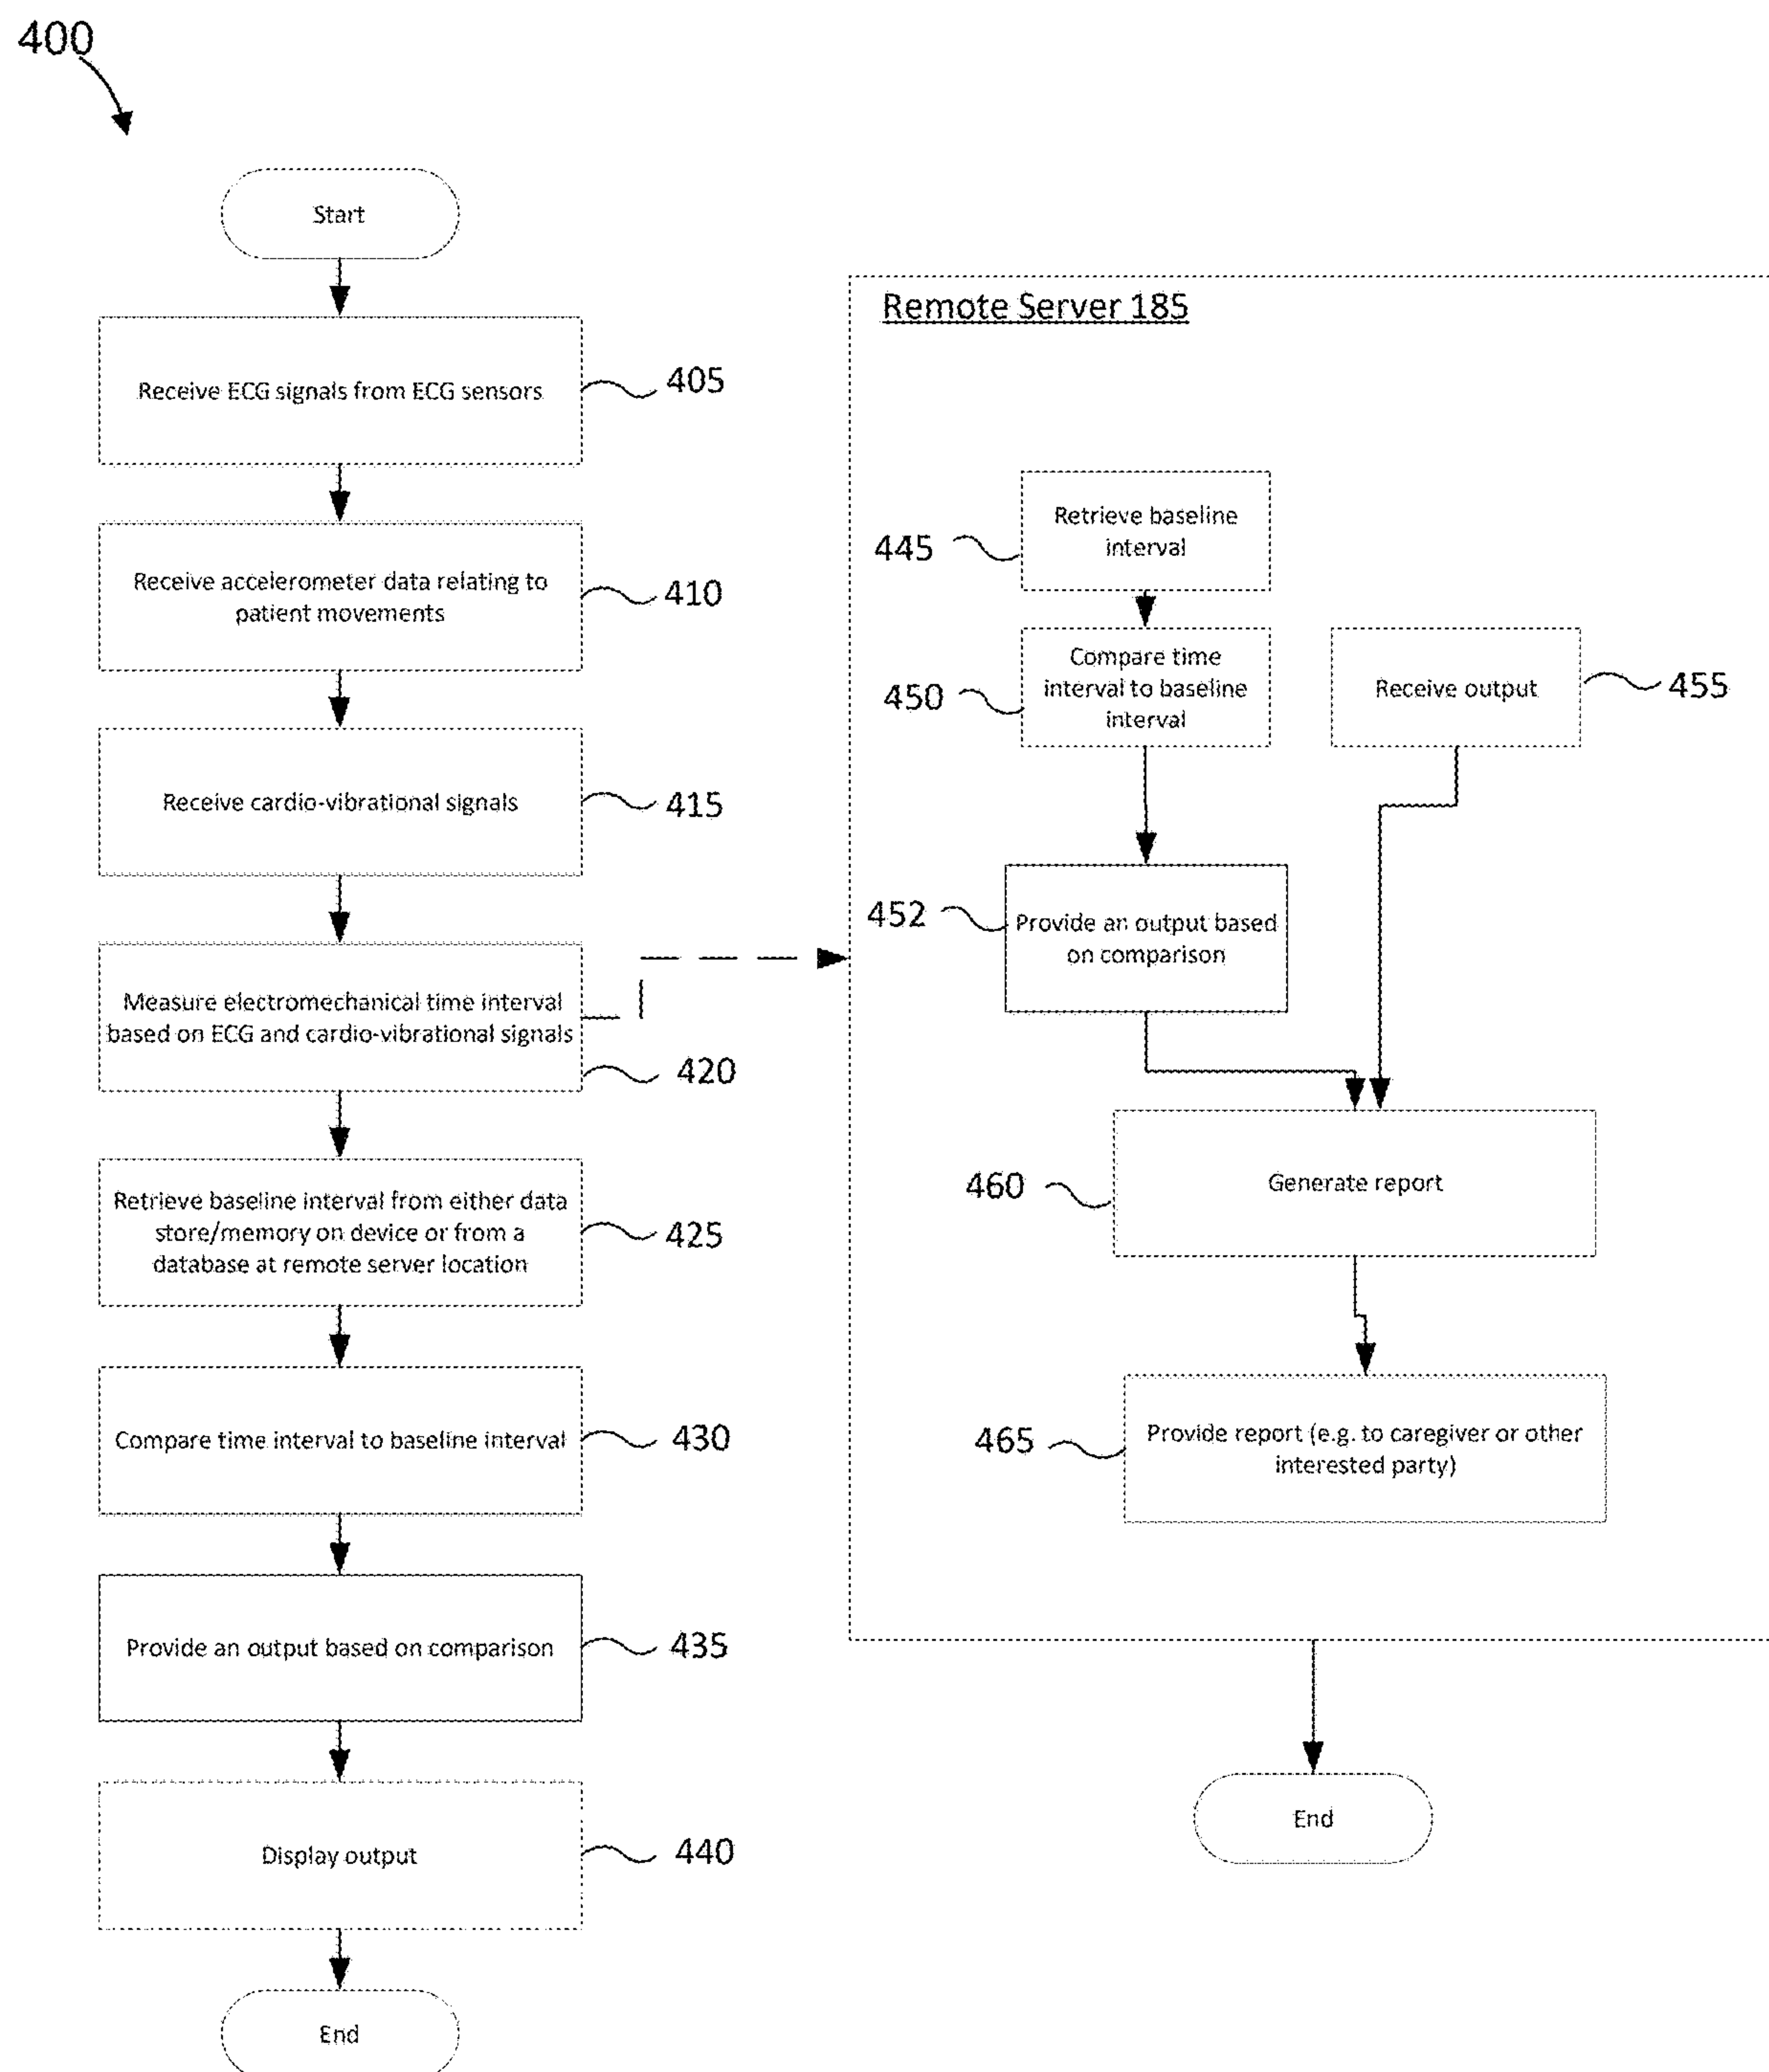 400
Start
Receive ECG signals from ECG sensors
405
Receive accelerometer data relating to
patient movements
410
Receive cardio-vibrational signals
415
Measure electromechanical time interval
based on ECG and cardio-vibrational signals
420
Retrieve baseline interval from either data
store/memory on device or from a
database at remote server location
425
Compare time interval to baseline interval
430
Provide an output based on comparison
435
Display output
440
End
Remote Server 185
Retrieve baseline
interval
445
Compare time
interval to baseline
interval
450
Receive output
455
Provide an output based
on comparison
452
Generate report
460
Provide report (e.g. to caregiver or other
interested party)
465
End